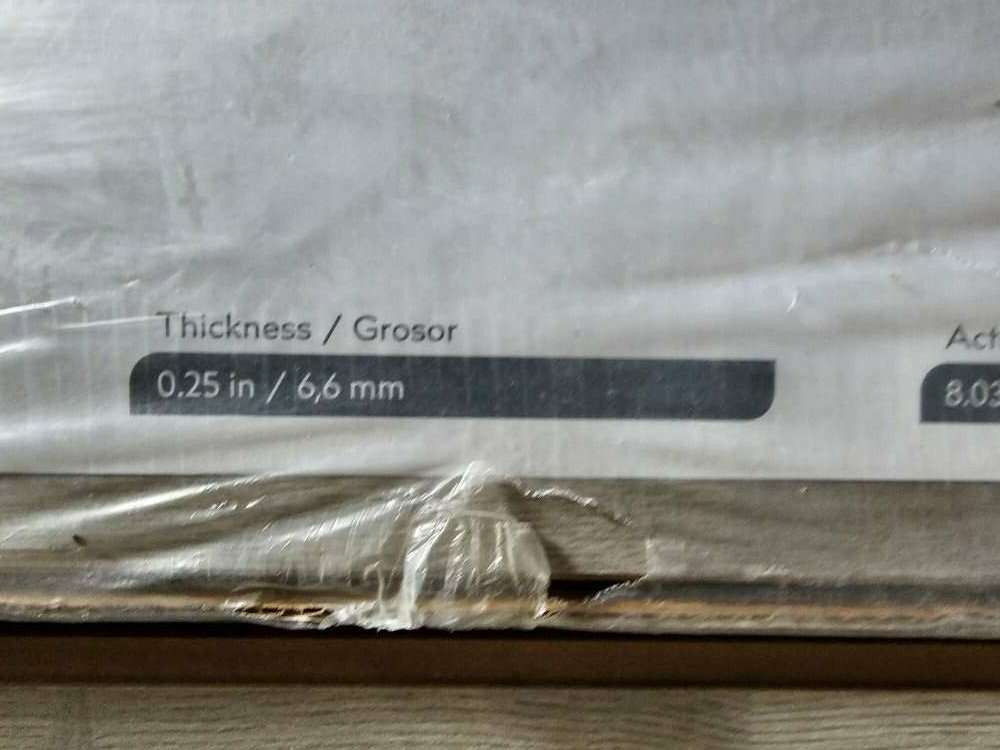 Thickness / Grosor
0.25 in / 6,6 mm
Act
8.03